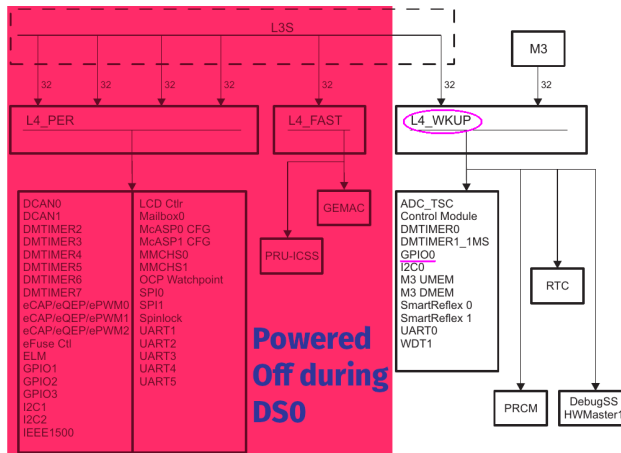 L3S
M3
32
32
32
32
32
32
32
L4_PER
L4_FAST
L4_WKUP
GEMAC
PRU-ICSS
DCAN0
DCAN1
DMTIMER2
DMTIMER3
DMTIMER4
DMTIMER5
DMTIMER6
DMTIMER7
eCAP/eQEP/ePWM0
eCAP/eQEP/ePWM1
eCAP/eQEP/ePWM2
eFuse Ctl
ELM
GPIO1
GPIO2
GPIO3
I2C1
I2C2
IEEE1500
LCD Ctlr
Mailbox0
McASP0 CFG
McASP1 CFG
MMCHS0
MMCHS1
OCP Watchpoint
SPI0
SPI1
Spinlock
UART1
UART2
UART3
UART4
UART5
Powered
Off during
DS0
ADC_TSC
Control Module
DMTIMER0
DMTIMER1_1MS
GPIO0
I2C0
M3 UMEM
M3 DMEM
SmartReflex 0
SmartReflex 1
UART0
WDT1
RTC
PRCM
DebugSS
HWMaster1